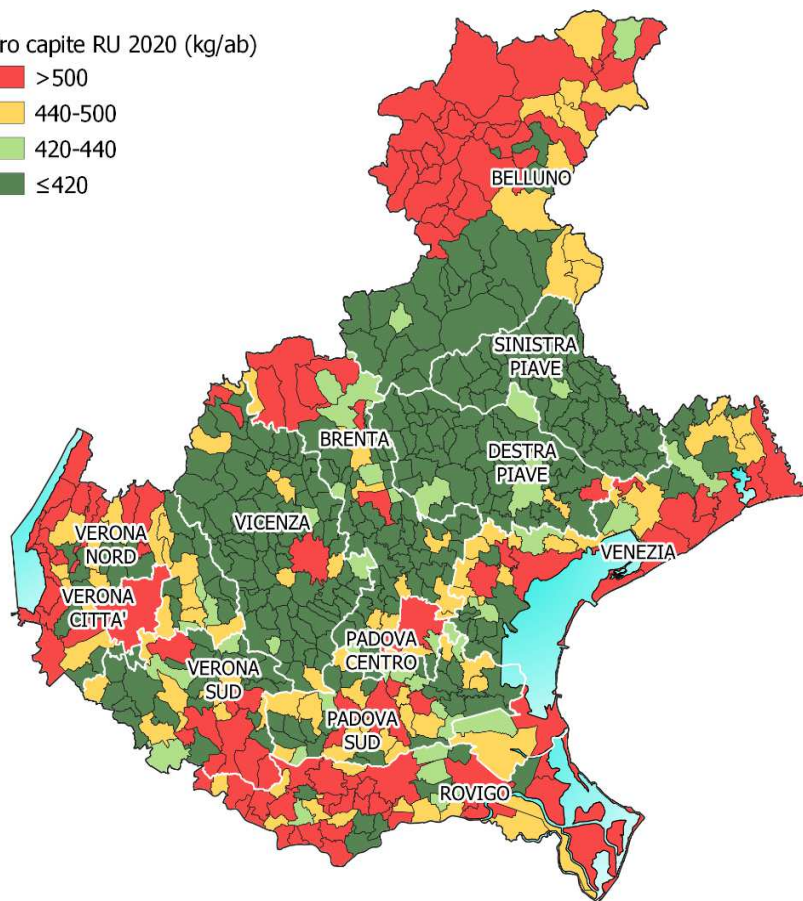 ro capite RU 2020 (kg/ab)
>500
440-500
420-440
≤420
BELLUNO
SINISTRA
PIAVE
BRENTA
DESTRA
PIAVE
VICENZA
VERONA
NORD
VENEZIA
VERONA
CITTA'
PADOVA
CENTRO
VERONA
SUD
PADOVA
SUD
ROVIGO